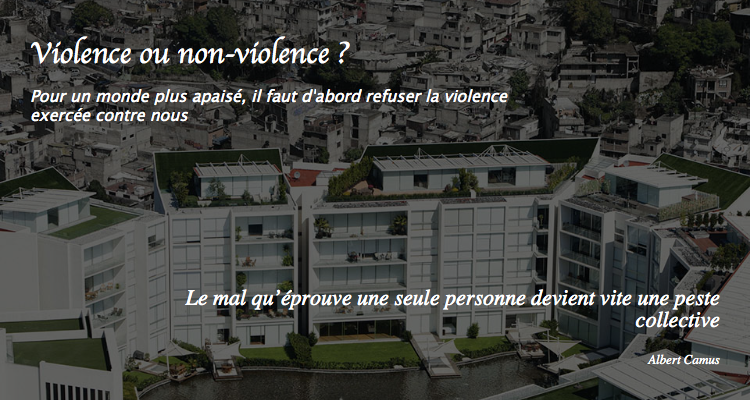 Violence ou non-violence ?
Pour un monde plus apaisé, il faut d'abord refuser la violence
exercée contre nous
Le mal qu’éprouve une seule personne devient vite une peste
collective
Albert Camus